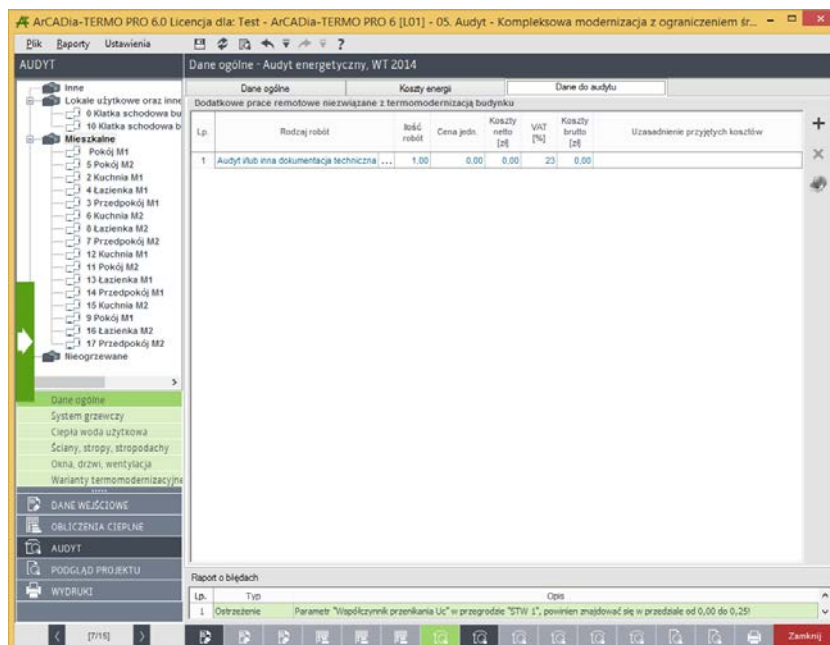 ArCADia-TERMO PRO 6.0 Licencja dla: Test - ArCADia-TERMO PRO 6 [L01] - 05. Audyt - Kompleksowa modernizacja z ograniczeniem śr...
Plik Raporty Ustawienia
AUDYT
Dane ogólne - Audyt energetyczny, WT 2014
Inne
Lokale użytkowe oraz inne
0 Klatka schodowa bu
10 Klatka schodowa b
Mieszkalne
Pokój M1
5 Pokój M2
2 Kuchnia M1
4 Łazienka M1
3 Przedpokój M1
6 Kuchnia M2
8 Łazienka M2
7 Przedpokój M2
12 Kuchnia M1
11 Pokój M2
13 Łazienka M1
14 Przedpokój M1
15 Kuchnia M2
9 Pokój M1
16 Łazienka M2
17 Przedpokój M2
Nieogrzewane
Dane ogólne
System grzewczy
Ciepła woda użytkowa
Ściany, stropy, stropodachy
Okna, drzwi, wentylacja
Warianty termomodernizacyjne
DANE WEJŚCIOWE
OBLICZENIA CIEPLNE
AUDYT
PODGLĄD PROJEKTU
WYDRUKI
[7/15]
Dane ogólne Koszty energii Dane do audytu
Dodatkowe prace remotowe niezwiązane z termomodernizacją budynku
Lp. Rodzaj robót Ilość robót Cena jedn. Koszty netto [zł] VAT [%] Koszty brutto [zł] Uzasadnienie przyjętych kosztów
1 Audyt i/lub inna dokumentacja techniczna ... 1,00 0,00 0,00 23 0,00
Raport o błędach
Lp. Typ Opis
1 Ostrzeżenie Parametr "Współczynnik przenikania Uc" w przegrodzie "STW 1", powinien znajdować się w przedziale od 0,00 do 0,25!
Zamknij